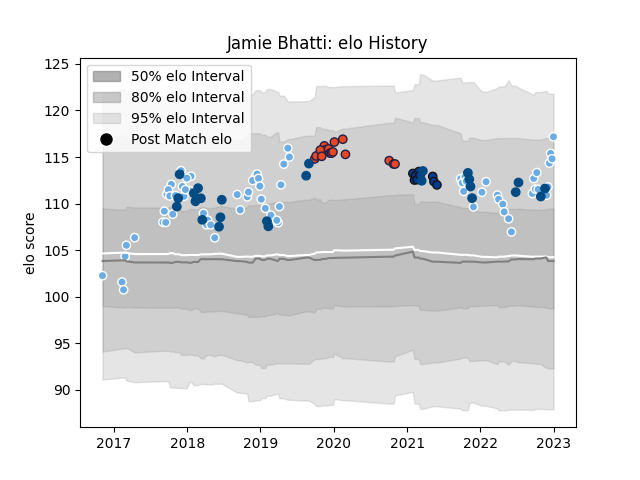 Jamie Bhatti: elo History
50% elo Interval
80% elo Interval
95% elo Interval
Post Match elo
elo score
125
120
115
110
105
100
95
90
2017 2018 2019 2020 2021 2022 2023